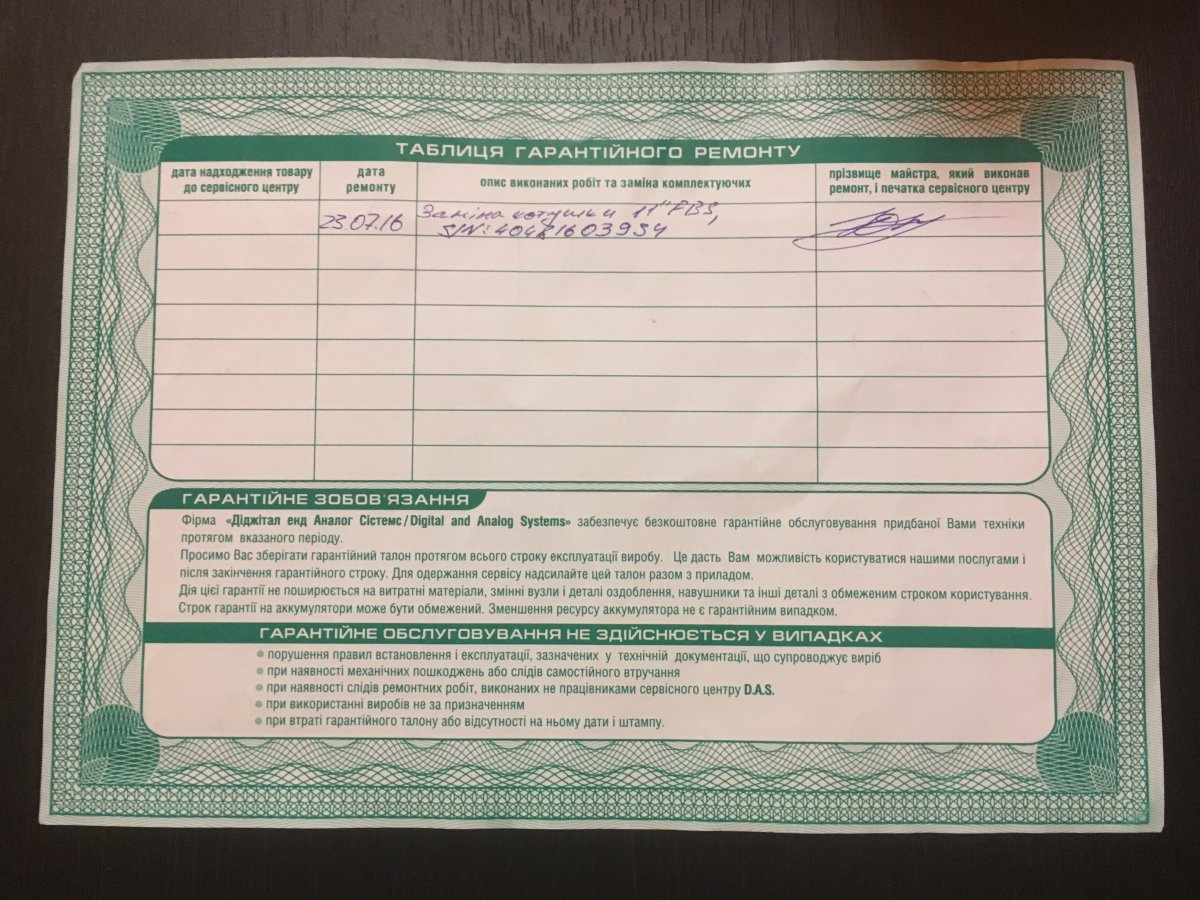 ТАБЛИЦЯ ГАРАНТІЙНОГО РЕМОНТУ
дата надходження товару
до сервісного центру
дата
ремонту
опис виконаних робіт та заміна комплектуючих
прізвище майстра, який виконав
ремонт, і печатка сервісного центру
23.07.16
Заміна котушки 11" FBS,
ГАРАНТІЙНЕ ЗОБОВ'ЯЗАННЯ
Фірма «Діджітал енд Аналог Сістемс/Digital and Analog Systems» забезпечує безкоштовне гарантійне обслуговування придбаної Вами техніки
протягом вказаного періоду.
Просимо Вас зберігати гарантійний талон протягом всього строку експлуатації виробу. Це дасть Вам можливість користуватися нашими послугами і
після закінчення гарантійного строку. Для одержання сервісу надсилайте цей талон разом з приладом.
Дія цієї гарантії не поширюється на витратні матеріали, змінні вузли і деталі оздоблення, навушники та інші деталі з обмеженим строком користування.
Строк гарантії на аккумулятори може бути обмежений. Зменшення ресурсу аккумулятора не є гарантійним випадком.
ГАРАНТІЙНЕ ОБСЛУГОВУВАННЯ НЕ ЗДІЙСНЮЄТЬСЯ У ВИПАДКАХ
• порушення правил встановлення і експлуатації, зазначених у технічній документації, що супроводжує виріб
• при наявності механічних пошкоджень або слідів самостійного втручання
• при наявності слідів ремонтних робіт, виконаних не працівниками сервісного центру D.A.S.
• при використанні виробів не за призначенням
• при втраті гарантійного талону або відсутності на ньому дати і штампу.